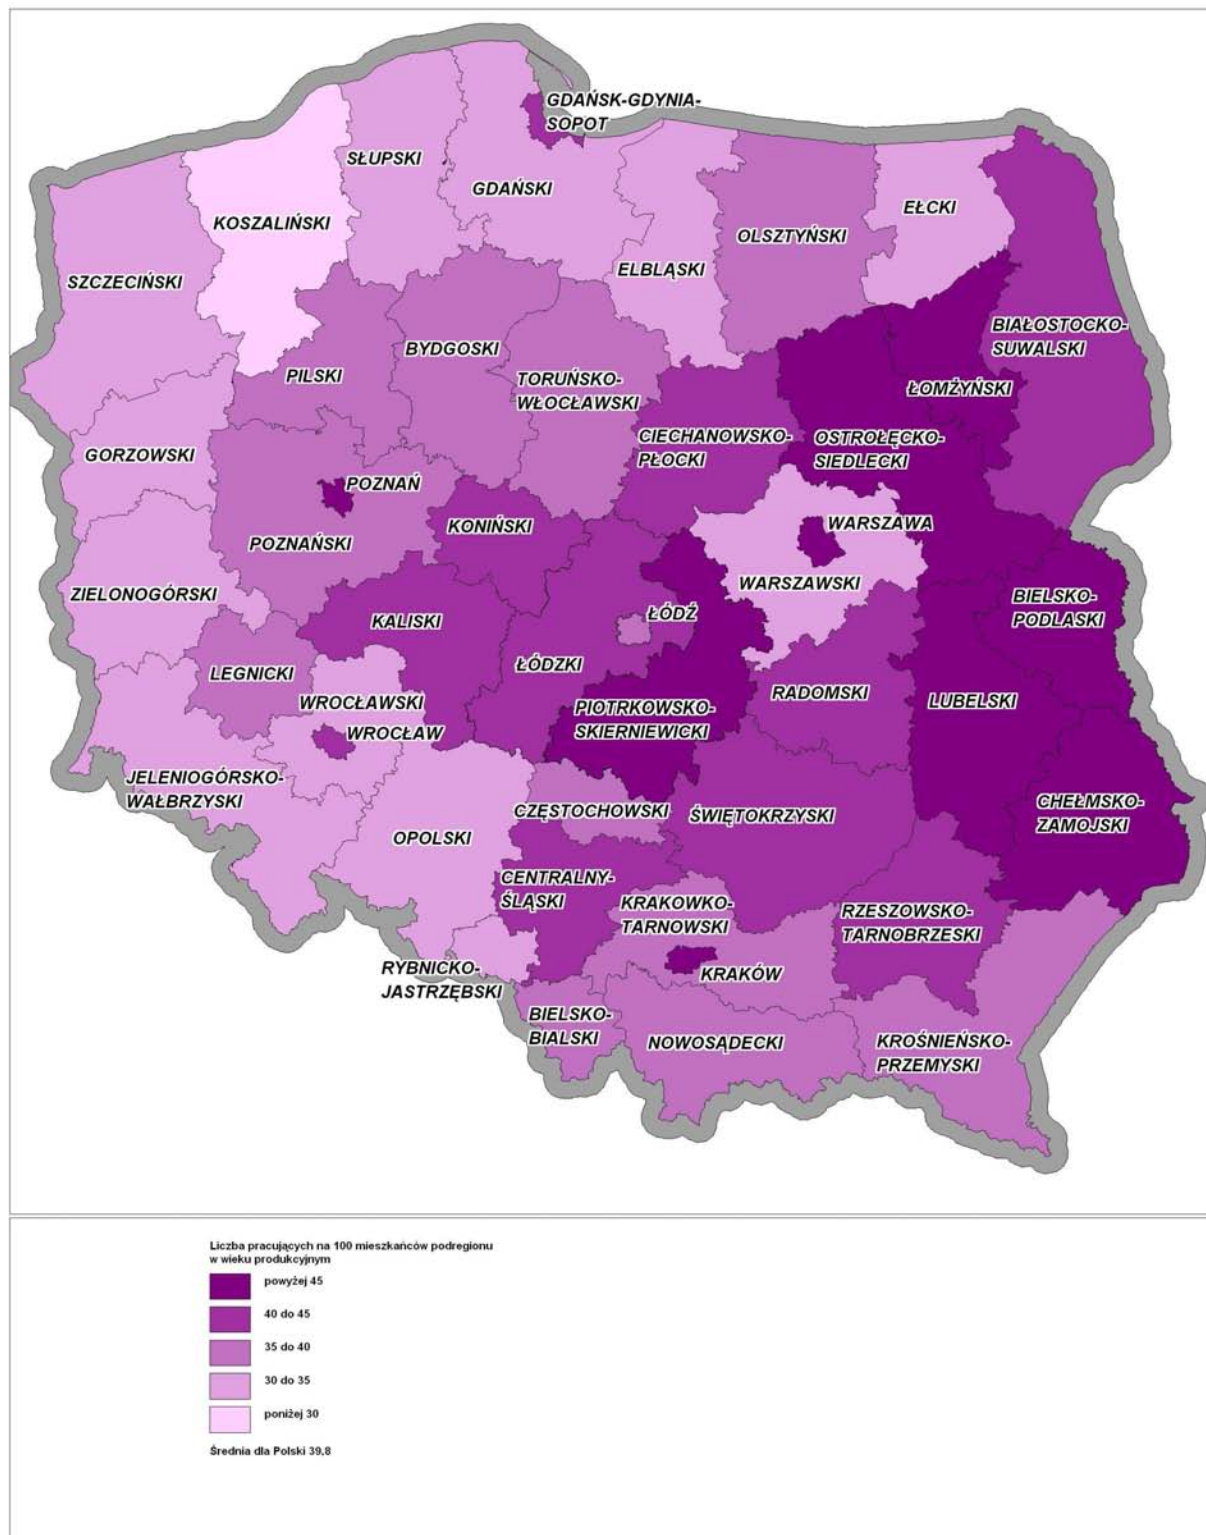 GDAŃSK-GDYNIA-
SOPOT
SŁUPSKI
GDAŃSKI
KOSZALIŃSKI
EŁCKI
OLSZTYŃSKI
ELBLĄSKI
SZCZECIŃSKI
BIAŁOSTOCKO-
SUWALSKI
BYDGOSKI
PILSKI
TORUŃSKO-
WŁOCŁAWSKI
ŁOMŻYŃSKI
CIECHANOWSKO-
PŁOCKI
OSTROŁĘCKO-
SIEDLECKI
GORZOWSKI
POZNAŃ
KONIŃSKI
WARSZAWA
POZNAŃSKI
WARSZAWSKI
ZIELONOGÓRSKI
BIELSKO-
PODLASKI
KALISKI
ŁÓDŹ
ŁÓDZKI
LEGNICKI
RADOMSKI
LUBELSKI
WROCŁAWSKI
PIOTRKOWSKO-
SKIERNIEWICKI
WROCŁAW
JELENIOGÓRSKO-
WAŁBRZYSKI
CHEŁMSKO-
ZAMOJSKI
CZĘSTOCHOWSKI
ŚWIĘTOKRZYSKI
OPOLSKI
CENTRALNY-
ŚLĄSKI
KRAKOWKO-
TARNOWSKI
RZESZOWSKO-
TARNOBRZESKI
RYBNICKO-
JASTRZĘBSKI
KRAKÓW
BIELSKO-
BIALSKI
NOWOSĄDECKI
KROŚNIEŃSKO-
PRZEMYSKI
Liczba pracujących na 100 mieszkańców podregionu
w wieku produkcyjnym
powyżej 45
40 do 45
35 do 40
30 do 35
poniżej 30
Średnia dla Polski 39,8